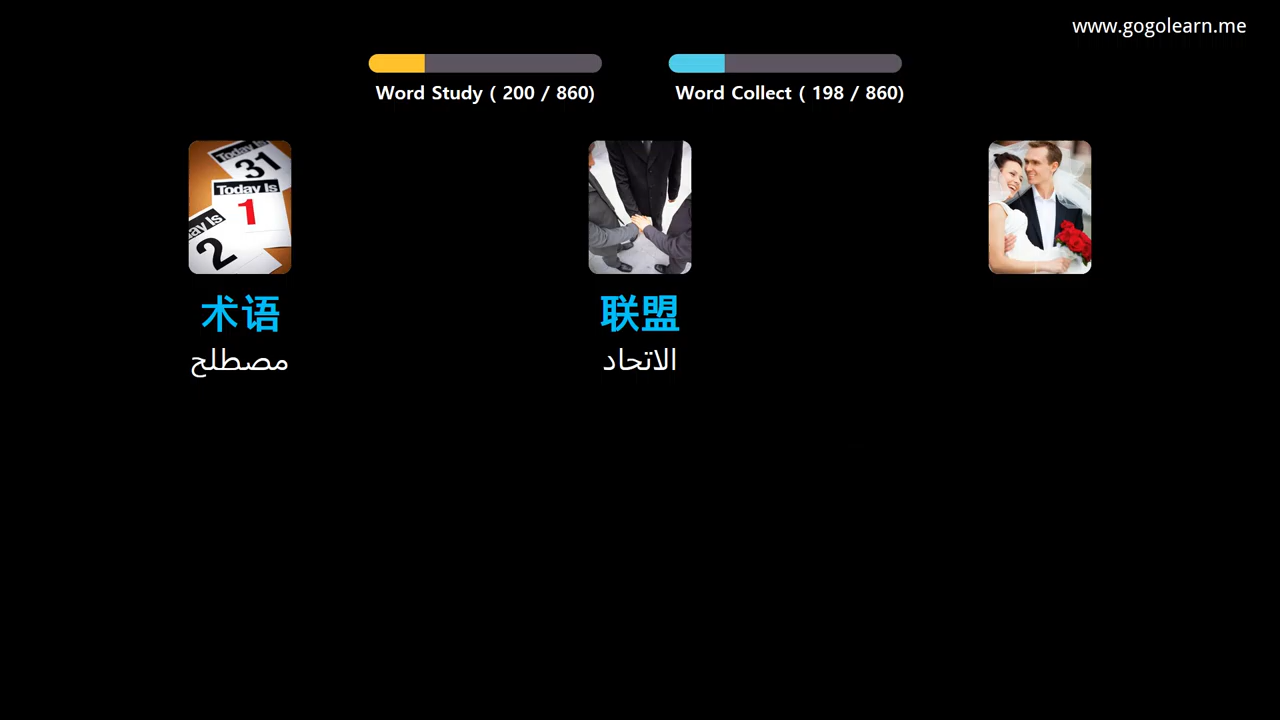 www.gogolearn.me
Word Study ( 200 / 860)
Word Collect ( 198 / 860)
Today Is
31
Today Is
1
ay Is
2
术语
联盟
مصطلح
الاتحاد